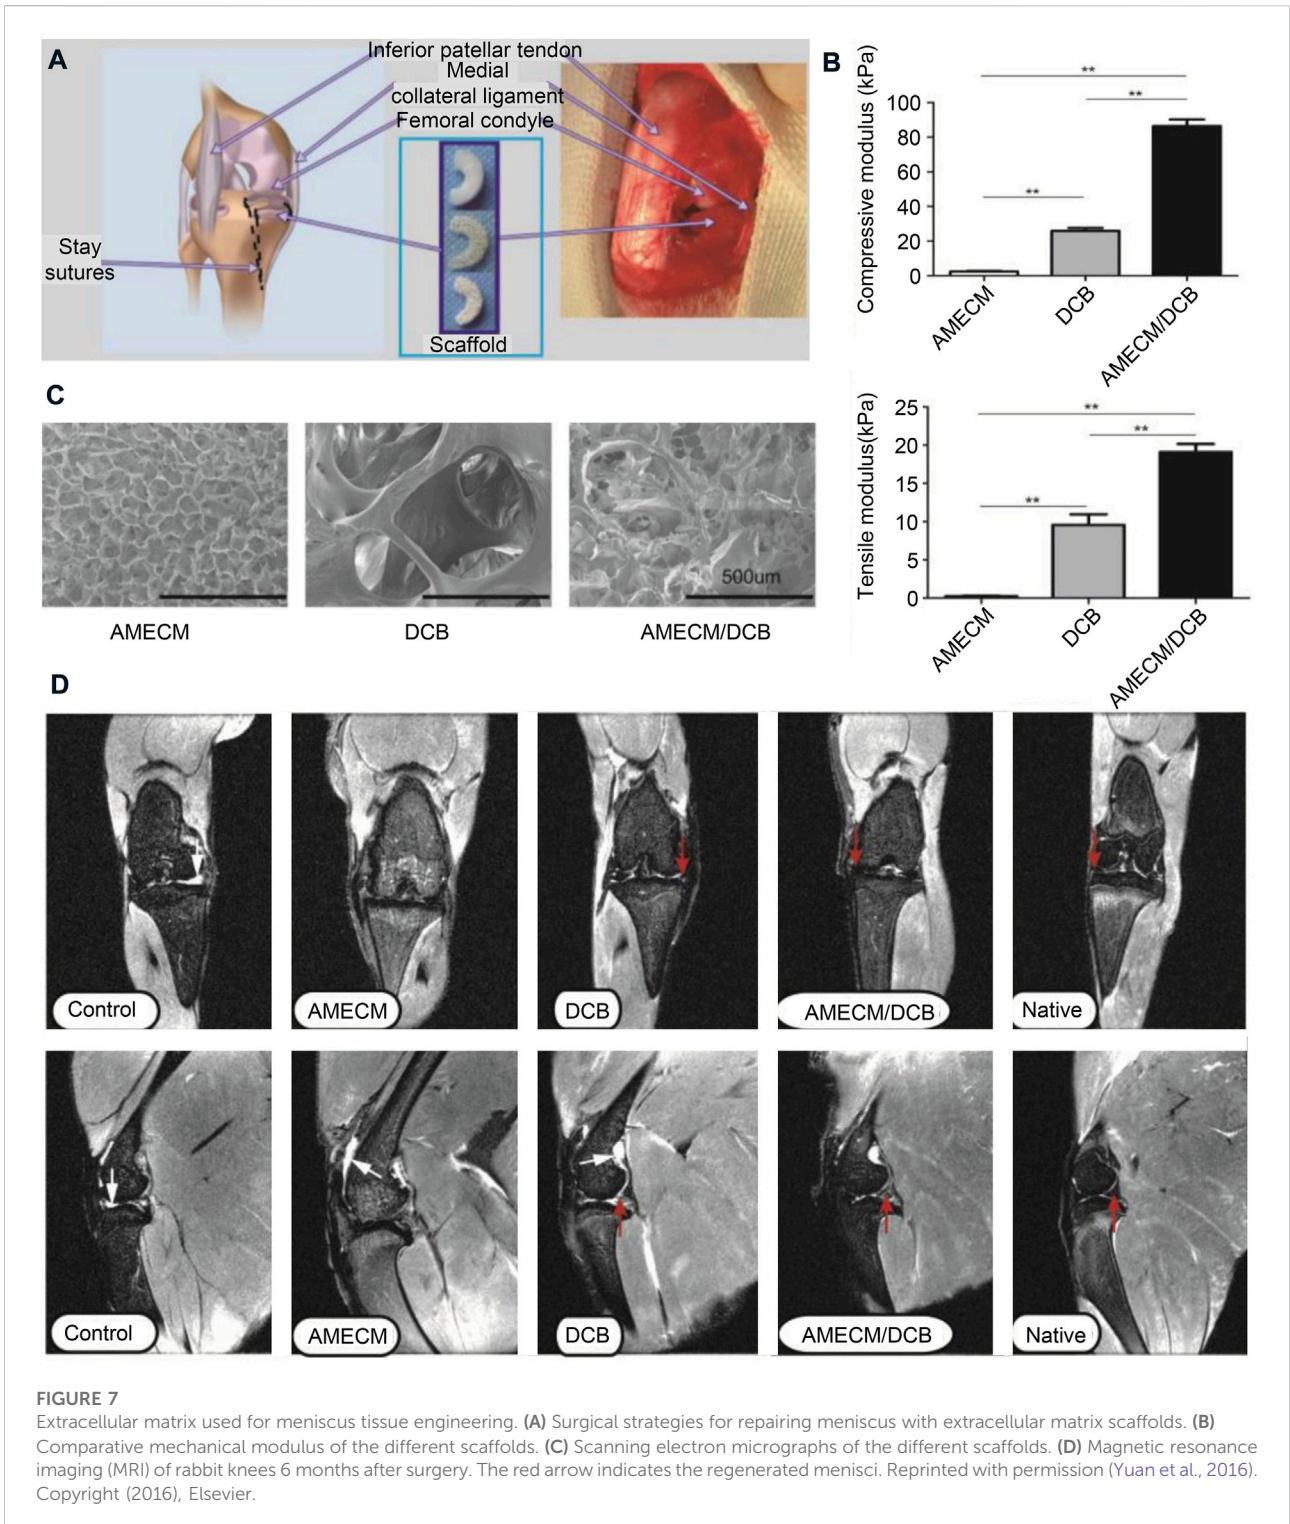 A
Inferior patellar tendon
Medial
collateral ligament
Femoral condyle
Stay
sutures
Scaffold
B
Compressive modulus (kPa)
100
80
60
40
20
0
**
**
**
AMECM
DCB
AMECM/DCB
Tensile modulus(kPa)
25
20
15
10
5
0
**
**
**
AMECM
DCB
AMECM/DCB
C
500um
AMECM
DCB
AMECM/DCB
D
Control
AMECM
DCB
AMECM/DCB
Native
Control
AMECM
DCB
AMECM/DCB
Native
FIGURE 7
Extracellular matrix used for meniscus tissue engineering. (A) Surgical strategies for repairing meniscus with extracellular matrix scaffolds. (B)
Comparative mechanical modulus of the different scaffolds. (C) Scanning electron micrographs of the different scaffolds. (D) Magnetic resonance
imaging (MRI) of rabbit knees 6 months after surgery. The red arrow indicates the regenerated menisci. Reprinted with permission (Yuan et al., 2016).
Copyright (2016), Elsevier.